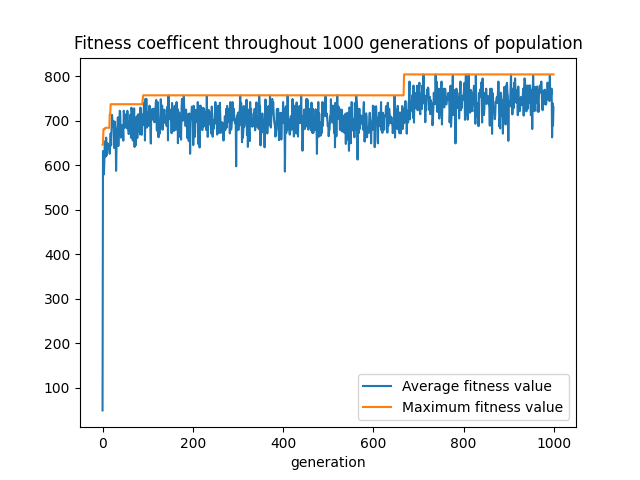 Fitness coefficent throughout 1000 generations of population
800
700
600
500
400
300
200
100
0 200 400 600 800 1000
generation
Average fitness value
Maximum fitness value